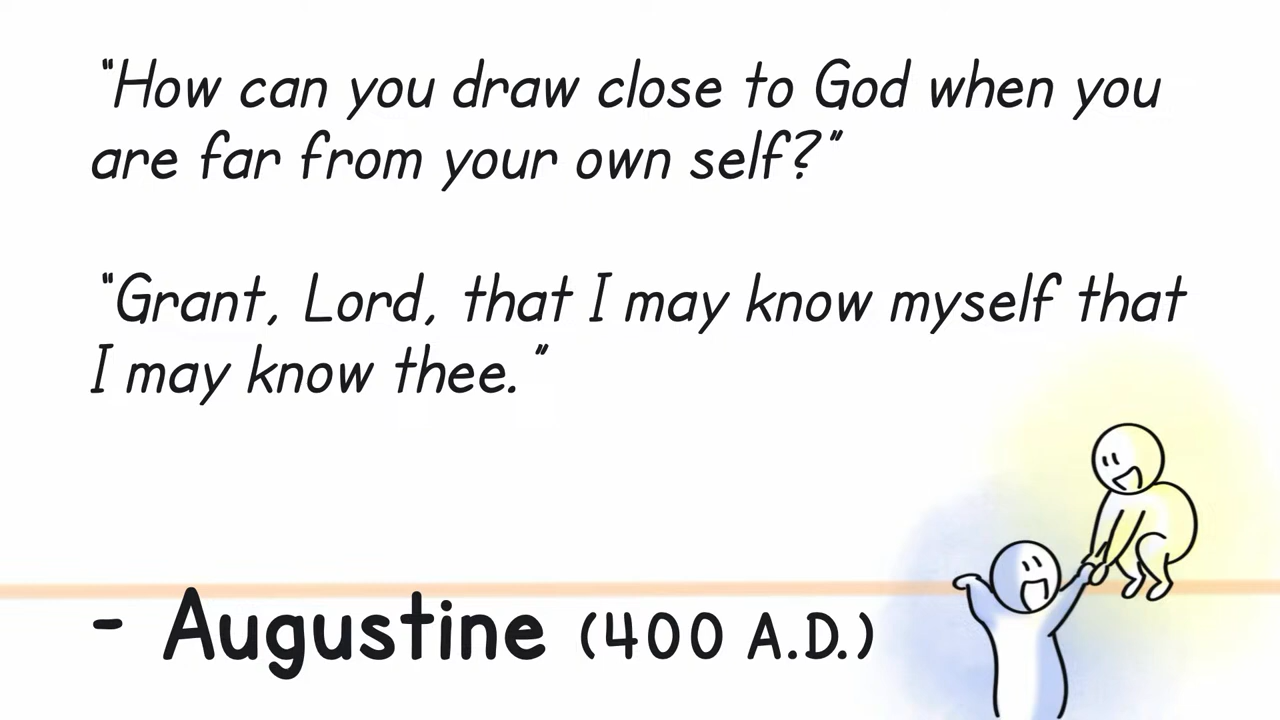 "How can you draw close to God when you
are far from your own self?"
"Grant, Lord, that I may know myself that
I may know thee."
- Augustine (400 A.D.)